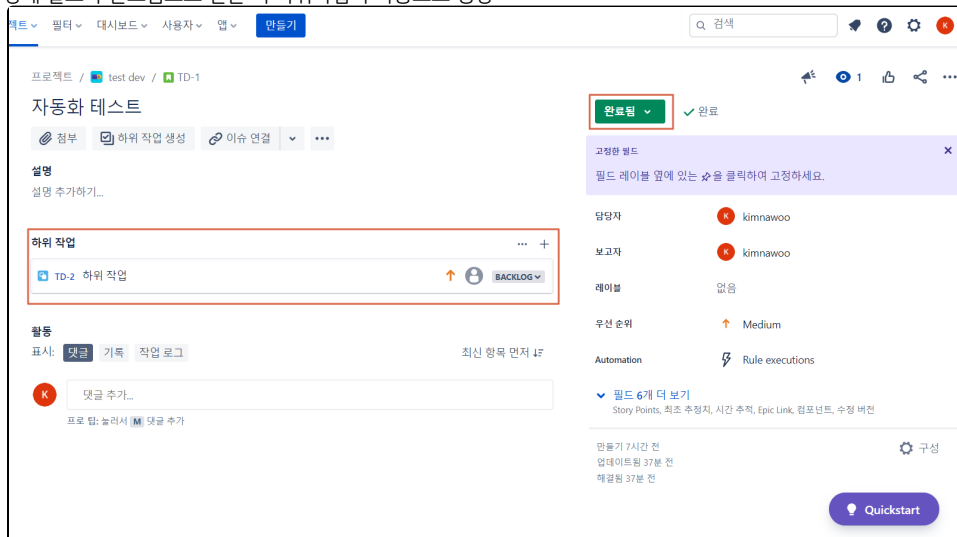 젝트 필터 대시보드 사용자 앱 만들기 검색 K
프로젝트 / test dev / TD-1 1
자동화 테스트
완료됨 완료
첨부 하위 작업 생성 이슈 연결
고정한 필드
필드 레이블 옆에 있는 을 클릭하여 고정하세요.
설명
설명 추가하기...
담당자 K kimnawoo
하위 작업
보고자 K kimnawoo
TD-2 하위 작업 BACKLOG
레이블 없음
우선 순위 Medium
활동
표시: 댓글 기록 작업 로그 최신 항목 먼저
Automation Rule executions
K 댓글 추가...
필드 6개 더 보기
Story Points, 최초 추정치, 시간 추적, Epic Link, 컴포넌트, 수정 버전
프로 팁: 눌러서 M 댓글 추가
만들기 7시간 전 구성
업데이트됨 37분 전
해결됨 37분 전
Quickstart